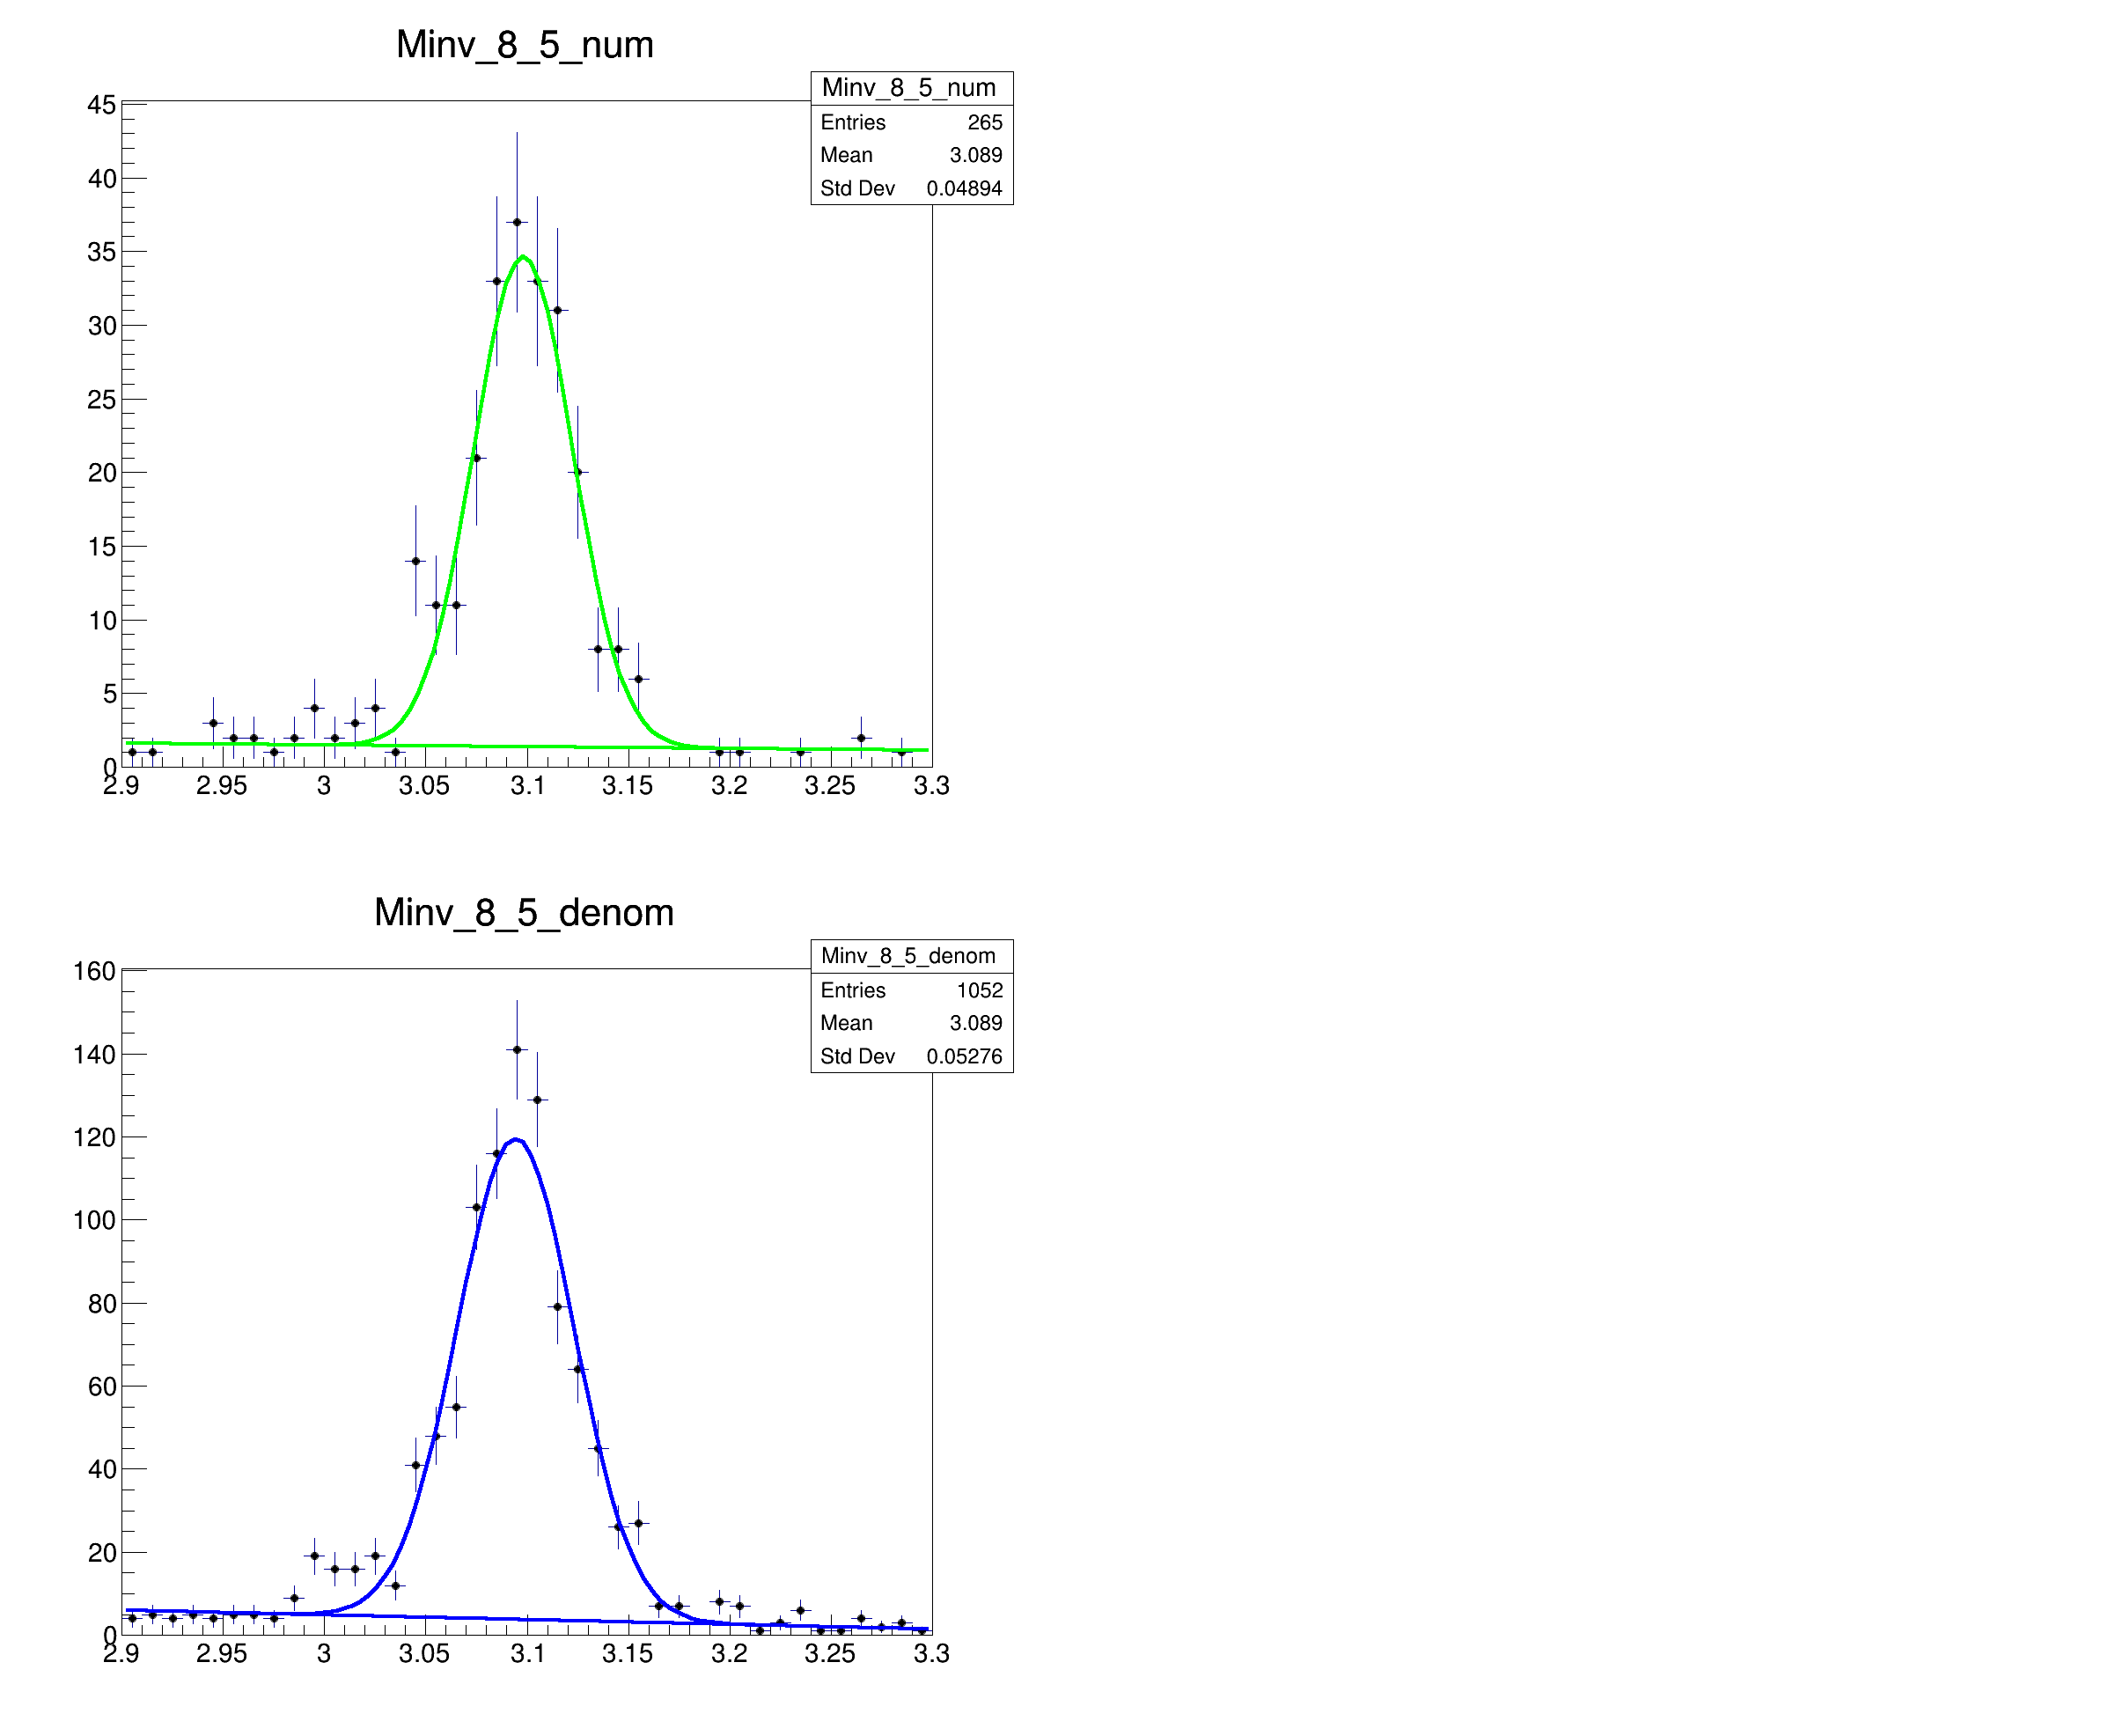 Minv_8_5_num
Minv_8_5_num
Entries 265
Mean 3.089
Std Dev 0.04894
45
40
35
30
25
20
15
10
5
0
2.9 2.95 3 3.05 3.1 3.15 3.2 3.25 3.3
Minv_8_5_denom
Minv_8_5_denom
Entries 1052
Mean 3.089
Std Dev 0.05276
160
140
120
100
80
60
40
20
0
2.9 2.95 3 3.05 3.1 3.15 3.2 3.25 3.3